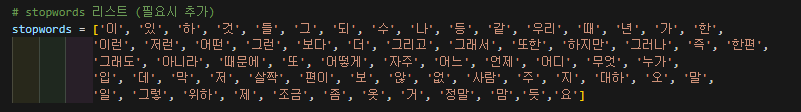 # stopwords 리스트 (필요시 추가)
stopwords = ['이', '있', '하', '것', '들', '그', '되', '수', '나', '등', '같', '우리', '때', '년', '가', '한',
'이런', '저런', '어떤', '그런', '보다', '더', '그리고', '그래서', '또한', '하지만', '그러나', '즉', '한편',
'그래도', '아니라', '때문에', '또', '어떻게', '자주', '어느', '언제', '어디', '무엇', '누가',
'입', '데', '막', '저', '살짝', '편이', '보', '않', '없', '사람', '주', '지', '대하', '오', '말',
'일', '그렇', '위하', '제', '조금', '좀', '옷', '거', '정말', '맘','듯','요']